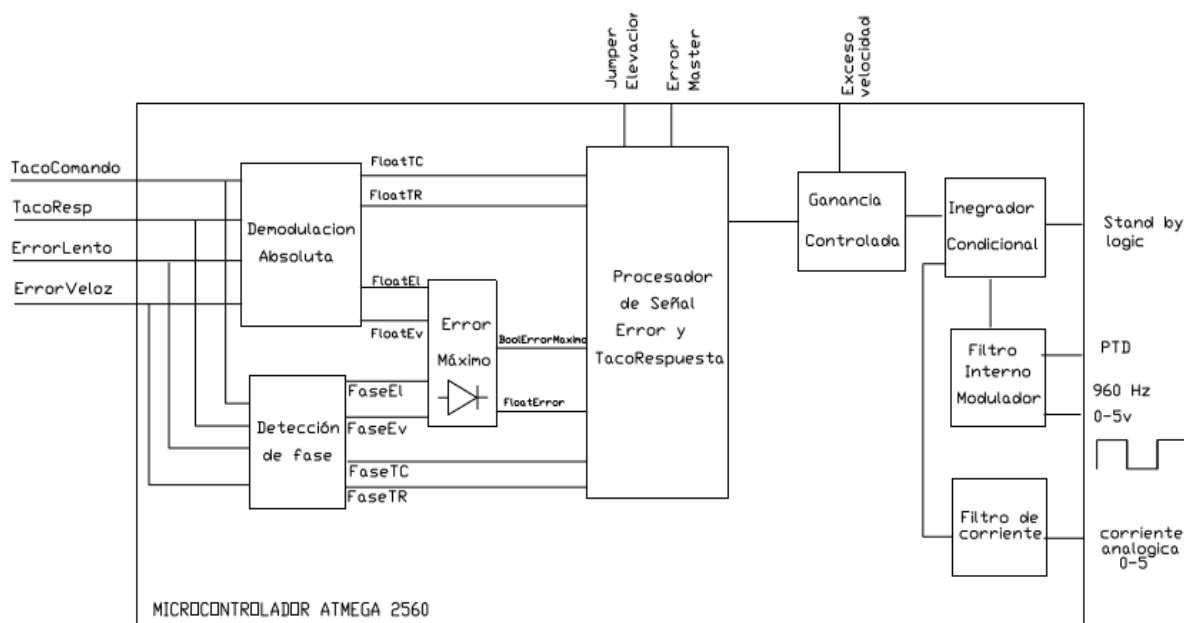 Jumper
Elevacion
Error
Master
Exceso
velocidad
TacoComando
TacoResp
ErrorLento
ErrorVeloz
Demodulacion
Absoluta
FloatTC
FloatTR
FloatEl
FloatEv
Error
Máximo
BoolErrorMaximo
FloatError
Detección
de fase
FaseEl
FaseEv
FaseTC
FaseTR
Procesador
de Señal
Error y
TacoRespuesta
Ganancia
Controlada
Inegrador
Condicional
Stand by
logic
Filtro
Interno
Modulador
PTD
960 Hz
0-5v
Filtro de
corriente
corriente
analogica
0-5
MICROCONTROLADOR ATMEGA 2560